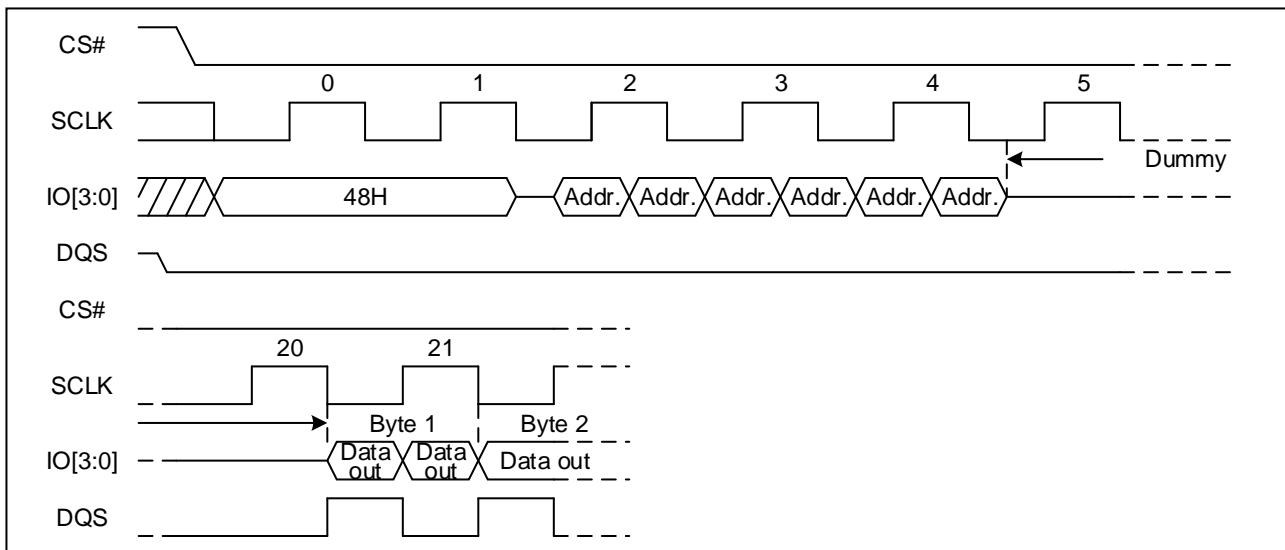 CS#
0 1 2 3 4 5
SCLK
Dummy
IO[3:0] 48H Addr. Addr. Addr. Addr. Addr. Addr.
DQS
CS#
20 21
SCLK
Byte 1 Byte 2
IO[3:0] Data out Data out Data out
DQS